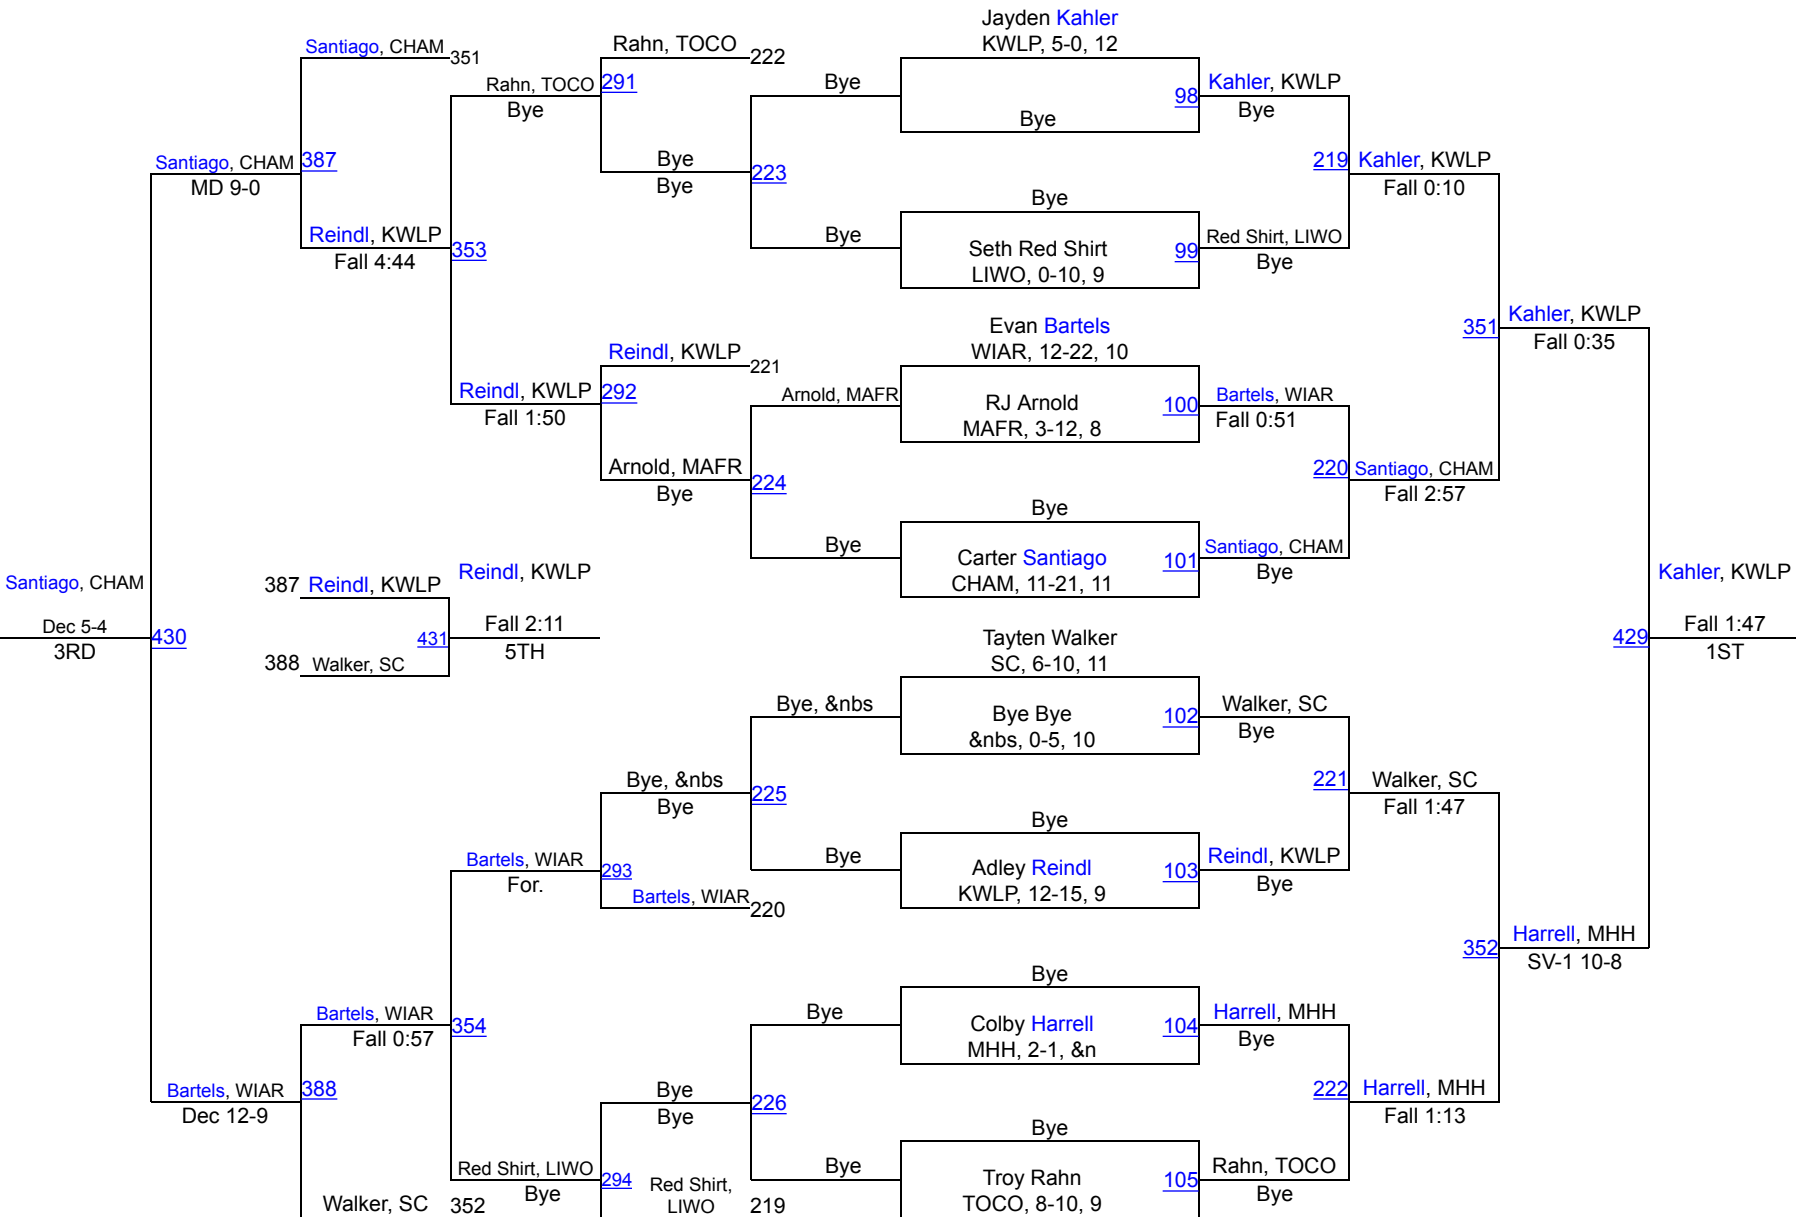 Jayden Kahler
Santiago, CHAM 351
Rahn, TOCO 222
KWLP, 5-0, 12
Rahn, TOCO 291
Bye
Kahler, KWLP
98
Bye
Bye
Bye
Santiago, CHAM 387
Bye
223
219 Kahler, KWLP
MD 9-0
Bye
Fall 0:10
Bye
Reindl, KWLP
353
Bye
Seth Red Shirt
99
Red Shirt, LIWO
Fall 4:44
LIWO, 0-10, 9
Bye
Evan Bartels
351
Kahler, KWLP
Reindl, KWLP
221
WIAR, 12-22, 10
Fall 0:35
Reindl, KWLP 292
Arnold, MAFR
RJ Arnold
100
Bartels, WIAR
Fall 1:50
MAFR, 3-12, 8
Fall 0:51
Arnold, MAFR
224
220 Santiago, CHAM
Bye
Fall 2:57
Bye
Bye
Carter Santiago
101
Santiago, CHAM
CHAM, 11-21, 11
Bye
Santiago, CHAM
387 Reindl, KWLP
Reindl, KWLP
Kahler, KWLP
Dec 5-4
430
431
Fall 2:11
Tayten Walker
429
Fall 1:47
3RD
388 Walker, SC
5TH
SC, 6-10, 11
1ST
Bye, &nbs
Bye Bye
102
Walker, SC
&nbs, 0-5, 10
Bye
Bye, &nbs
225
221
Walker, SC
Bye
Fall 1:47
Bye
Bartels, WIAR
293
Bye
Adley Reindl
103
Reindl, KWLP
For.
Bartels, WIAR
220
KWLP, 12-15, 9
Bye
352
Harrell, MHH
Bye
SV-1 10-8
Bartels, WIAR
354
Bye
Colby Harrell
104
Harrell, MHH
Fall 0:57
MHH, 2-1, &n
Bye
Bartels, WIAR 388
Bye
226
222 Harrell, MHH
Dec 12-9
Bye
Fall 1:13
Bye
Red Shirt, LIWO 294
Bye
Troy Rahn
105
Rahn, TOCO
Bye
Red Shirt,
Walker, SC 352
LIWO 219
TOCO, 8-10, 9
Bye